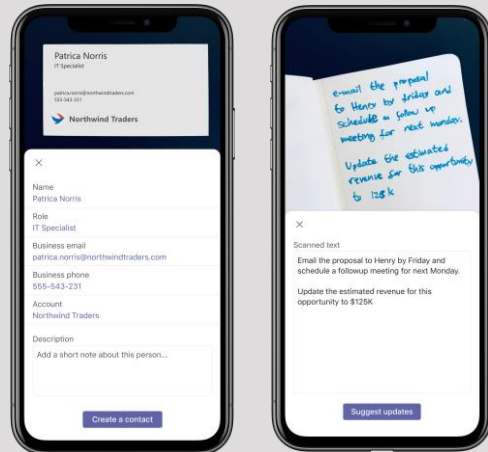 Patrica Norris
IT Specialist
patrica.norris@northwindtraders.com
555-543-231
Northwind Traders
Name
Patrica Norris
Role
IT Specialist
Business email
patrica.norris@northwindtraders.com
Business phone
555-543-231
Account
Northwind Traders
Description
Add a short note about this person...
Create a contact
e-mail the proposal
to Henry by friday and
schedule a folow up
meeting for next monday.
Update the estimated
revenue for this opportunity
to 125k
Scanned text
Email the proposal to Henry by Friday and
schedule a followup meeting for next Monday.
Update the estimated revenue for this
opportunity to $125K
Suggest updates